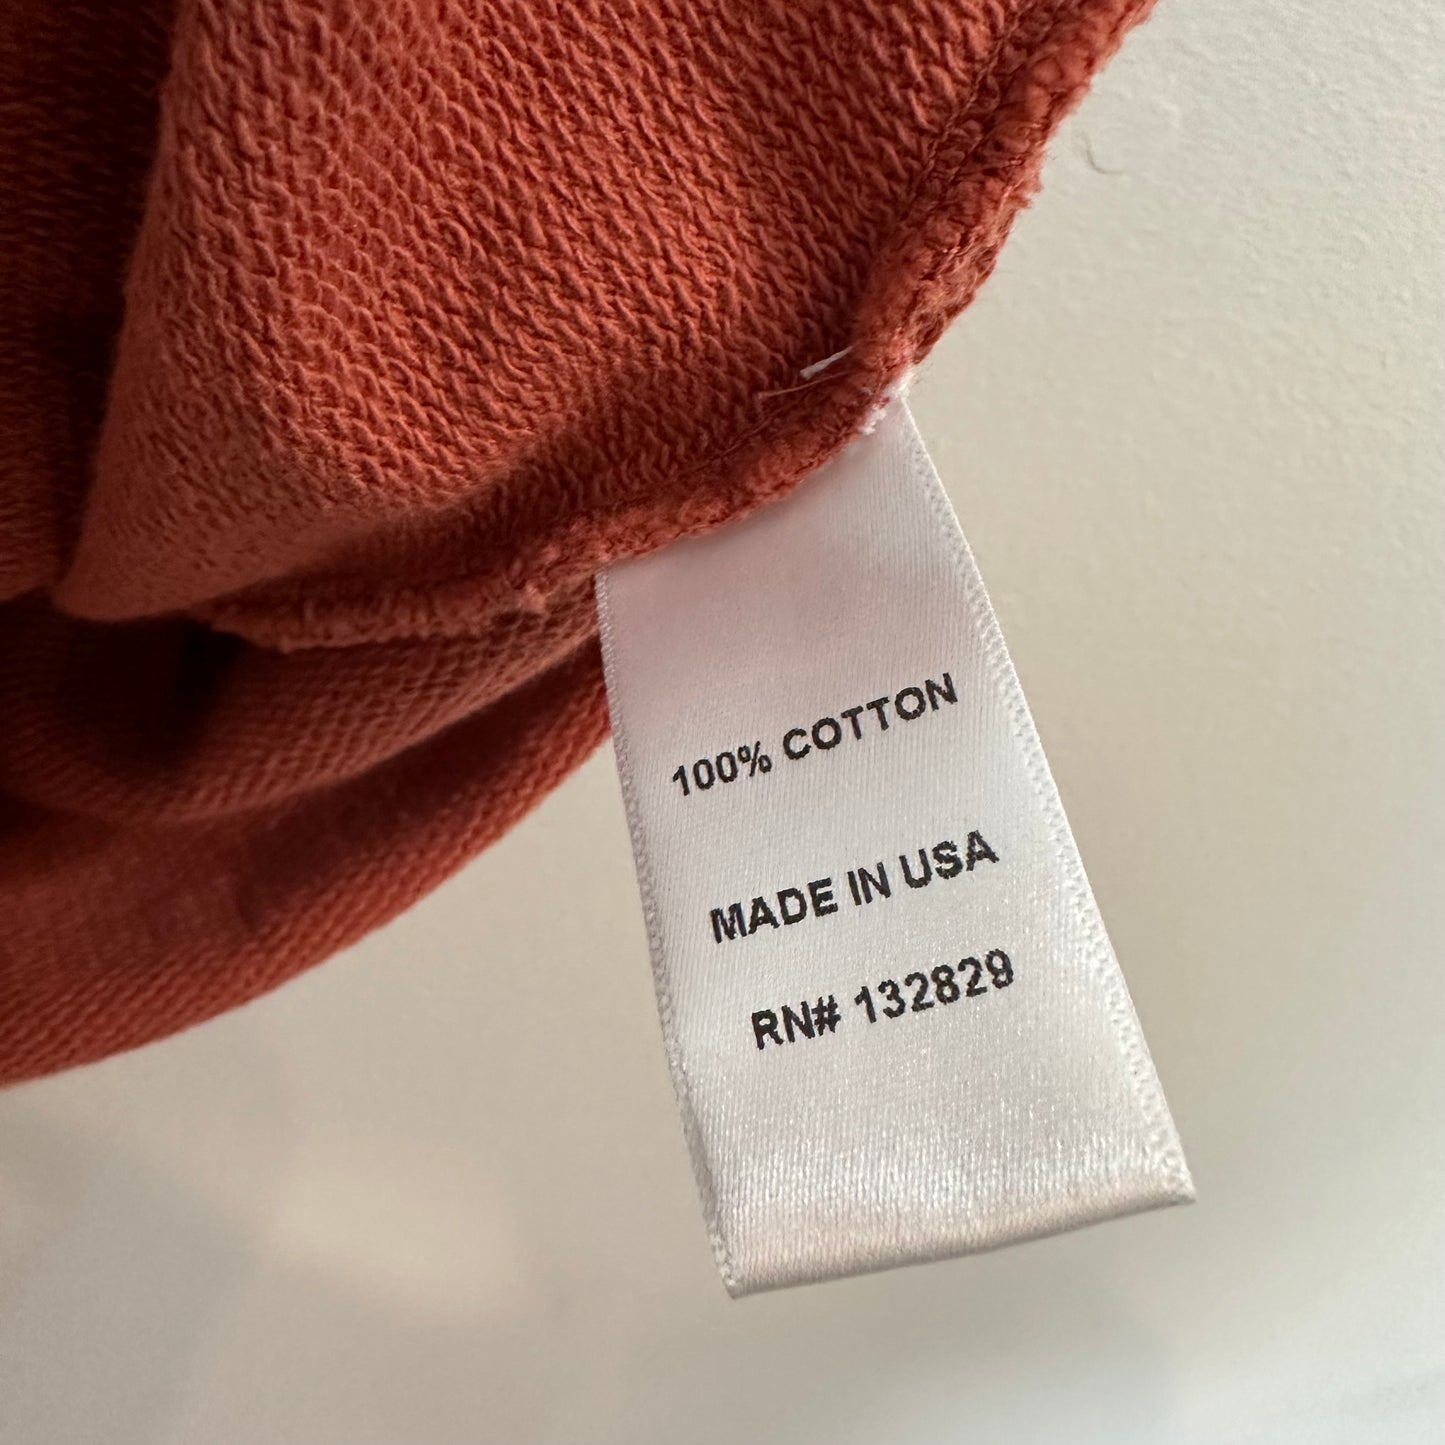 100% COTTON
MADE IN USA
RN# 132829